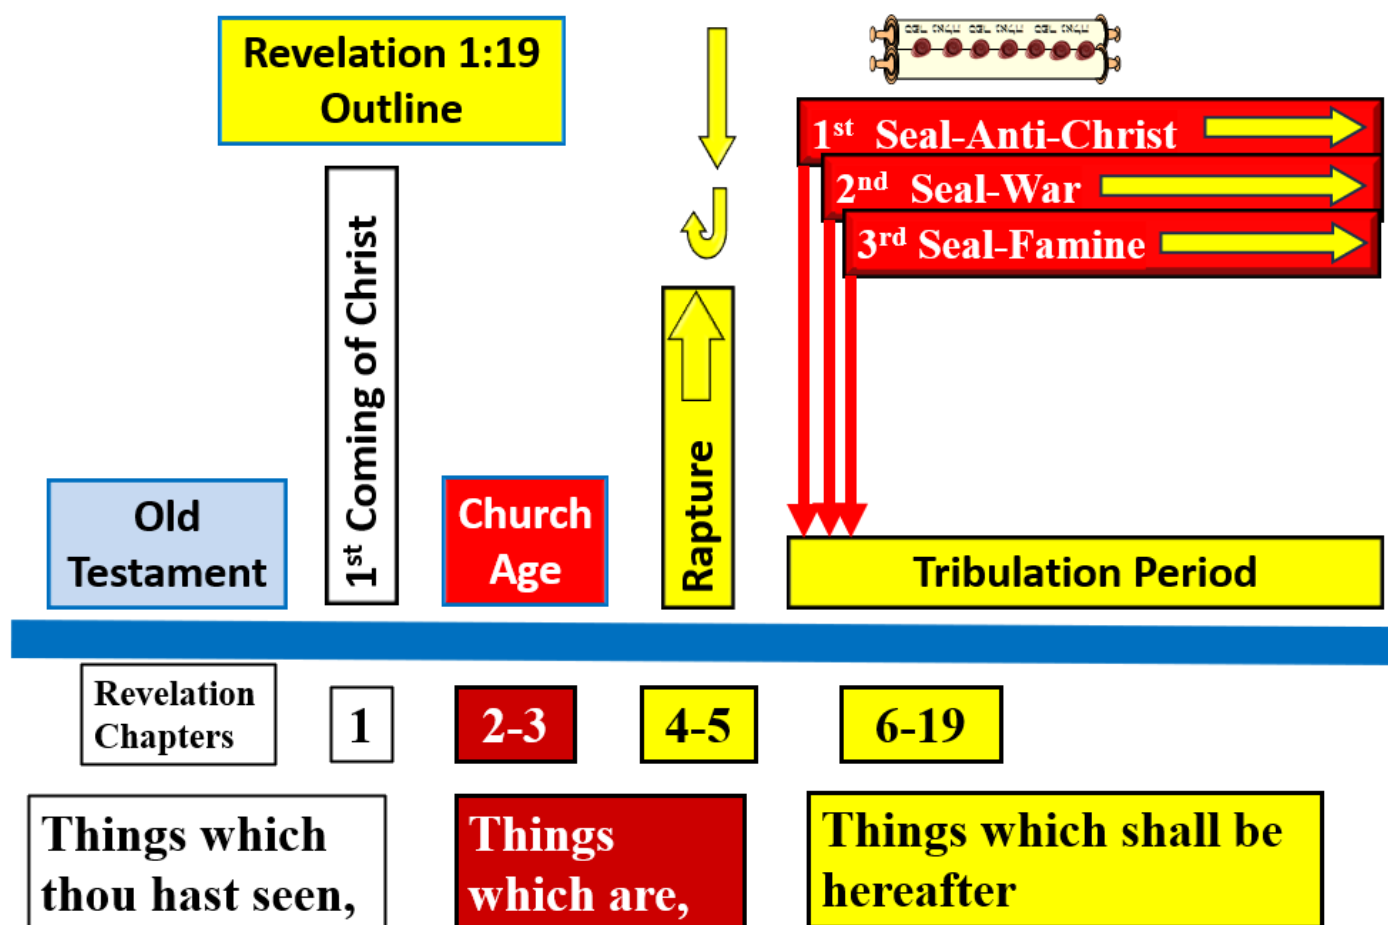 Revelation 1:19
Outline
1st Seal-Anti-Christ
2nd Seal-War
3rd Seal-Famine
1st Coming of Christ
Old
Testament
Church
Age
Rapture
Tribulation Period
Revelation
Chapters
1
2-3
4-5
6-19
Things which
thou hast seen,
Things
which are,
Things which shall be
hereafter